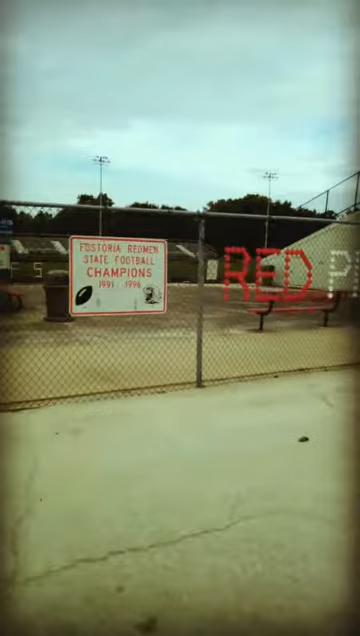 FOSTORIA REDMEN
STATE FOOTBALL
CHAMPIONS
1991 1996
RED